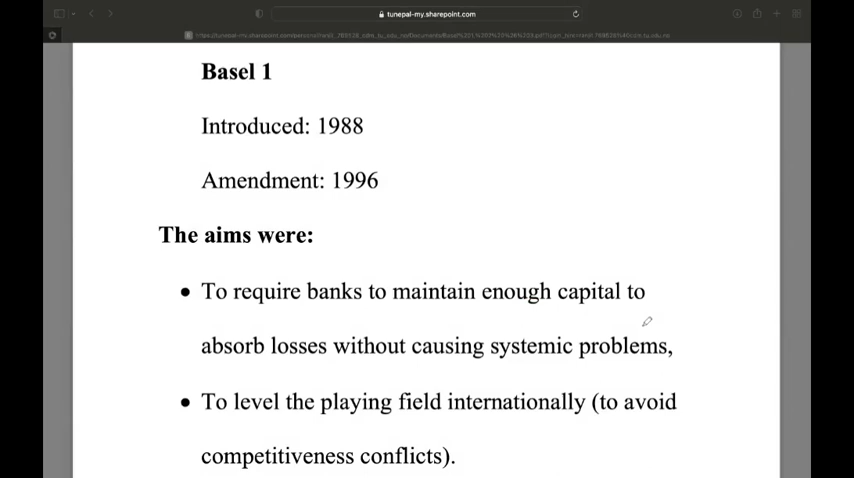 tunepal-my.sharepoint.com
Basel 1
Introduced: 1988
Amendment: 1996
The aims were:
• To require banks to maintain enough capital to
absorb losses without causing systemic problems,
• To level the playing field internationally (to avoid
competitiveness conflicts).